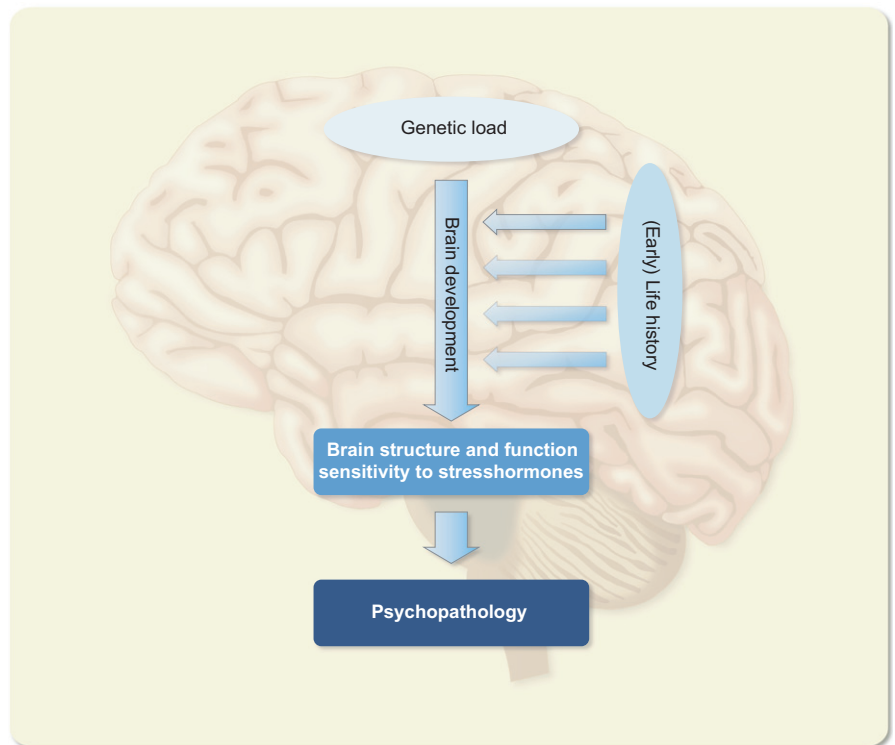 Genetic load
Brain development
(Early) Life history
Brain structure and function
sensitivity to stresshormones
Psychopathology